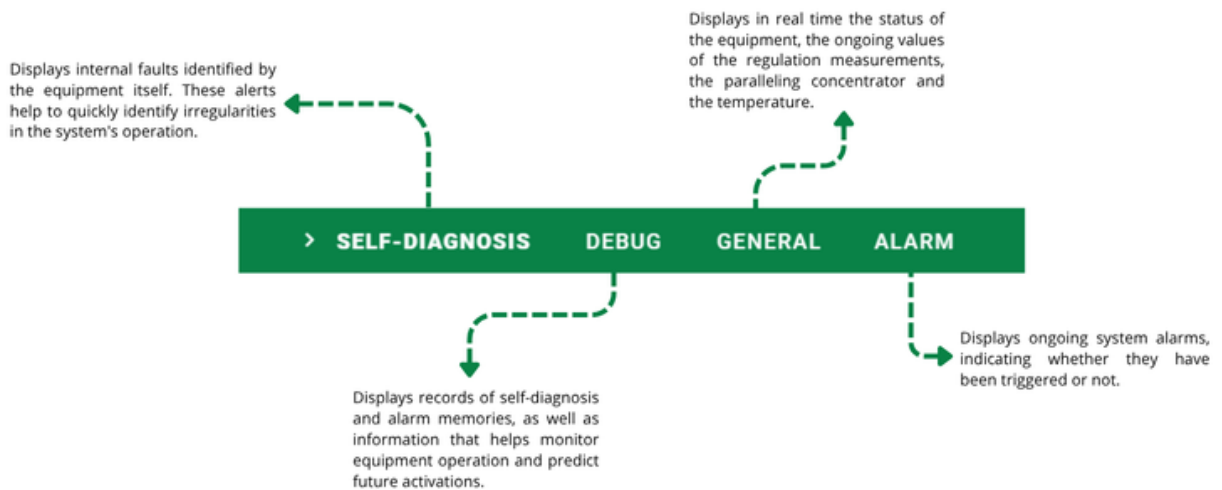 Displays in real time the status of
the equipment, the ongoing values
of the regulation measurements,
the paralleling concentrator and
the temperature.
Displays internal faults identified by
the equipment itself. These alerts
help to quickly identify irregularities
in the system's operation.
> SELF-DIAGNOSIS DEBUG GENERAL ALARM
Displays ongoing system alarms,
indicating whether they have
been triggered or not.
Displays records of self-diagnosis
and alarm memories, as well as
information that helps monitor
equipment operation and predict
future activations.